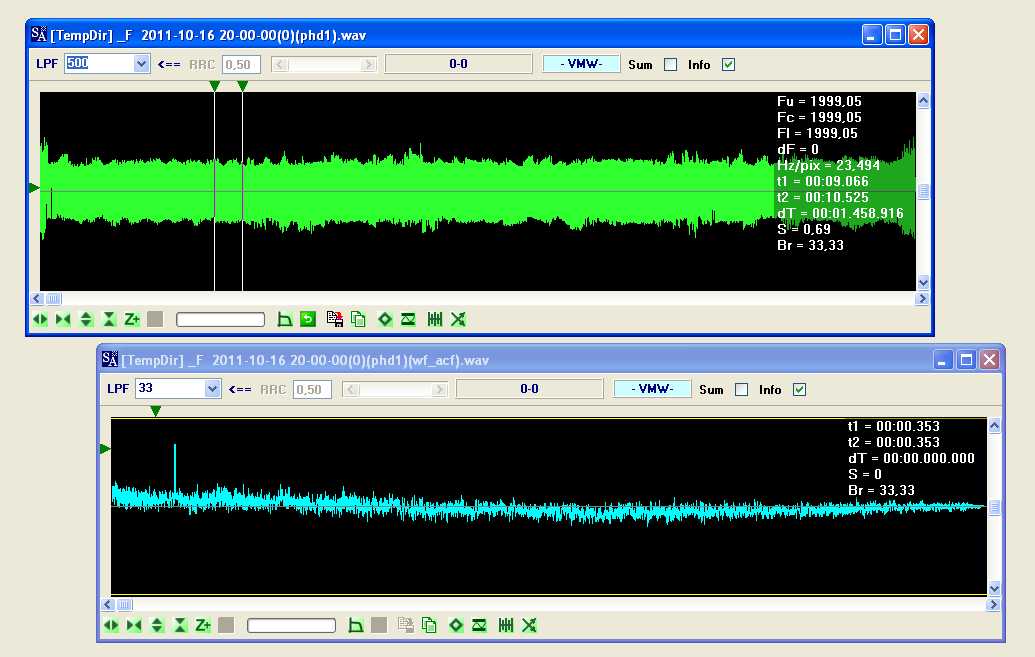 SA [TempDir] _F 2011-10-16 20-00-00(0)(phd1).wav
LPF 500 <== RRC 0,50 0-0 - VMW- Sum Info
Fu = 1999,05
Fc = 1999,05
Fl = 1999,05
dF = 0
Hz/pix = 23,494
t1 = 00:09.066
t2 = 00:10.525
dT = 00:01.458,916
S = 0,69
Br = 33,33
Z+
SA [TempDir] _F 2011-10-16 20-00-00(0)(phd1)(wf_acf).wav
LPF 33 <== RRC 0,50 0-0 - VMW- Sum Info
t1 = 00:00.353
t2 = 00:00.353
dT = 00:00.000.000
S = 0
Br = 33,33
Z+